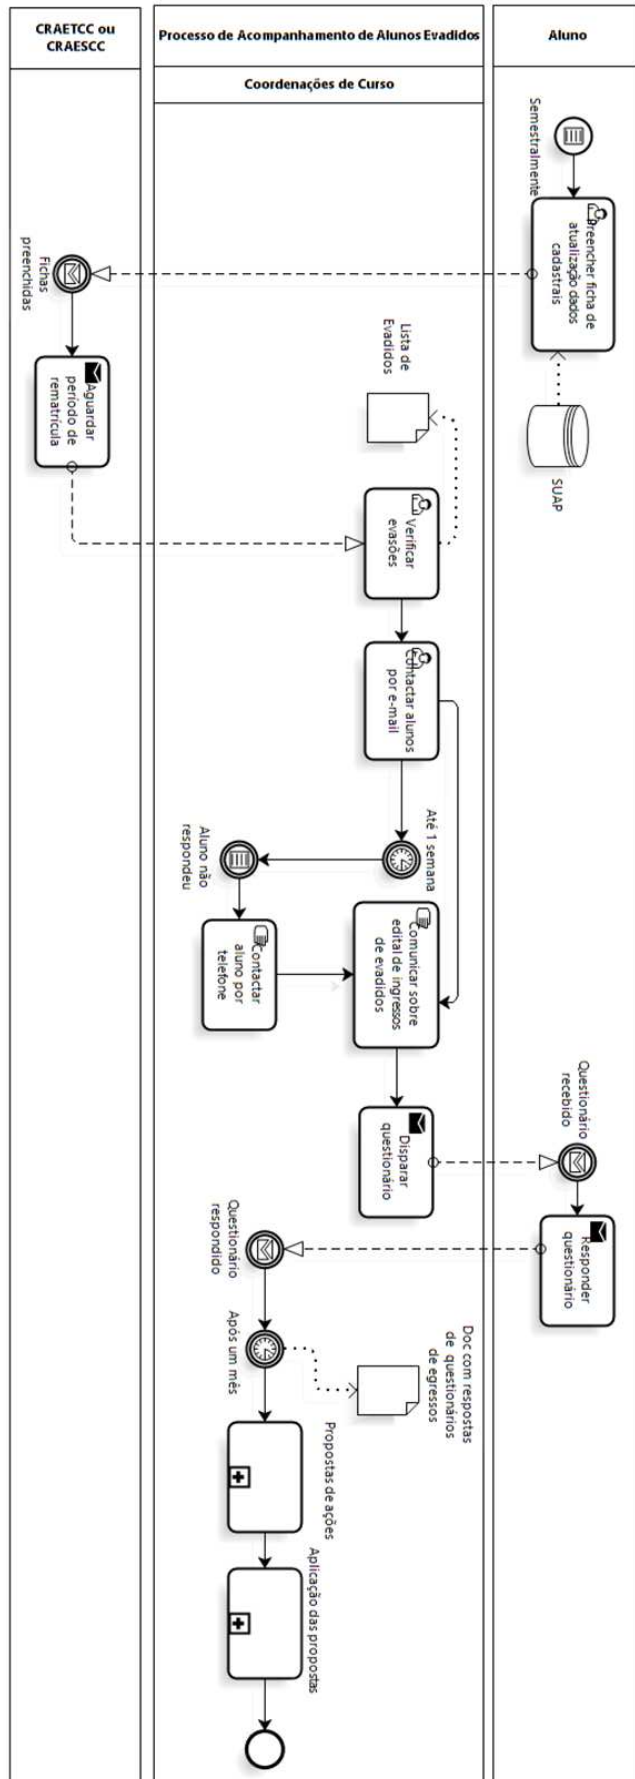 CRAETCC ou
CRAESCC
Processo de Acompanhamento de Alunos Evadidos
Aluno
Coordenações de Curso
Semestralmente
Preencher ficha de
atualização dados
cadastrais
SUAP
Fichas
preenchidas
Aguardar
período de
rematrícula
Lista de
Evadidos
Verificar
evasões
Contactar alunos
por e-mail
Até 1 semana
Aluno não
respondeu
Contactar
aluno por
telefone
Comunicar sobre
edital de ingressos
de evadidos
Disparar
questionário
Questionário
recebido
Responder
questionário
Questionário
respondido
Após um mês
Doc com respostas
de questionários
de egressos
Propostas de ações
Aplicação das propostas